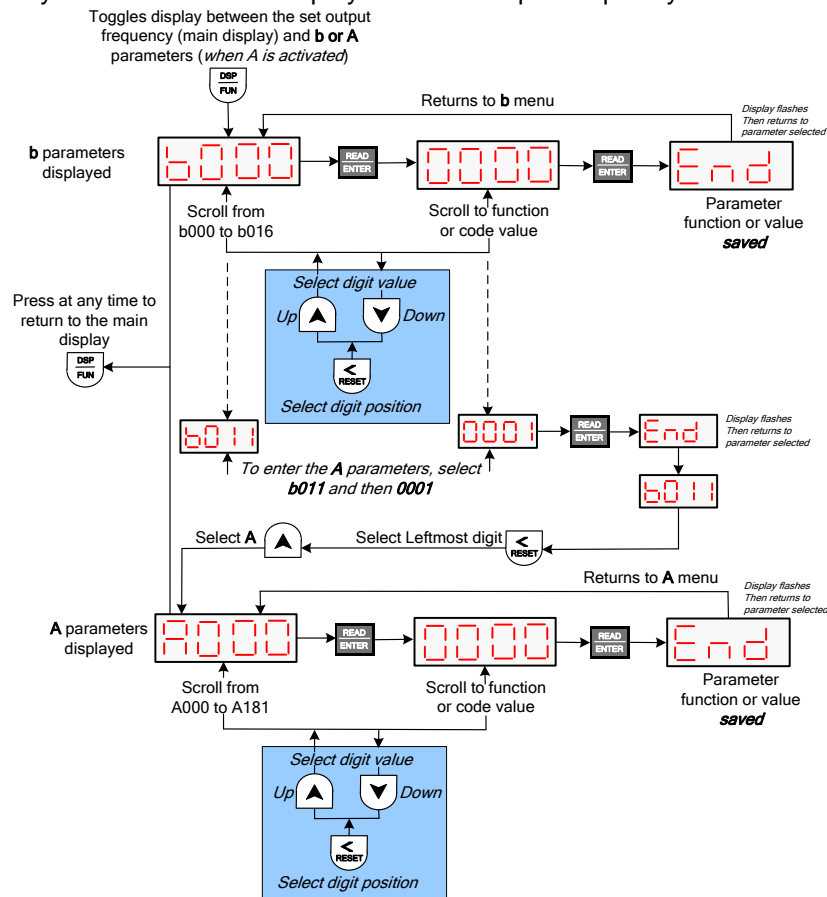 Toggles display between the set output
frequency (main display) and b or A
parameters (when A is activated)
DSP
FUN
Returns to b menu
Display flashes
Then returns to
parameter selected
b parameters
displayed
b000
READ
ENTER
0000
READ
ENTER
End
Scroll from
b000 to b016
Scroll to function
or code value
Parameter
function or value
saved
Select digit value
Up
Down
<
RESET
Select digit position
Press at any time to
return to the main
display
DSP
FUN
b011
0001
READ
ENTER
End
Display flashes
Then returns to
parameter selected
To enter the A parameters, select
b011 and then 0001
b011
Select A
Select Leftmost digit
<
RESET
Returns to A menu
Display flashes
Then returns to
parameter selected
A parameters
displayed
A000
READ
ENTER
0000
READ
ENTER
End
Scroll from
A000 to A181
Scroll to function
or code value
Parameter
function or value
saved
Select digit value
Up
Down
<
RESET
Select digit position